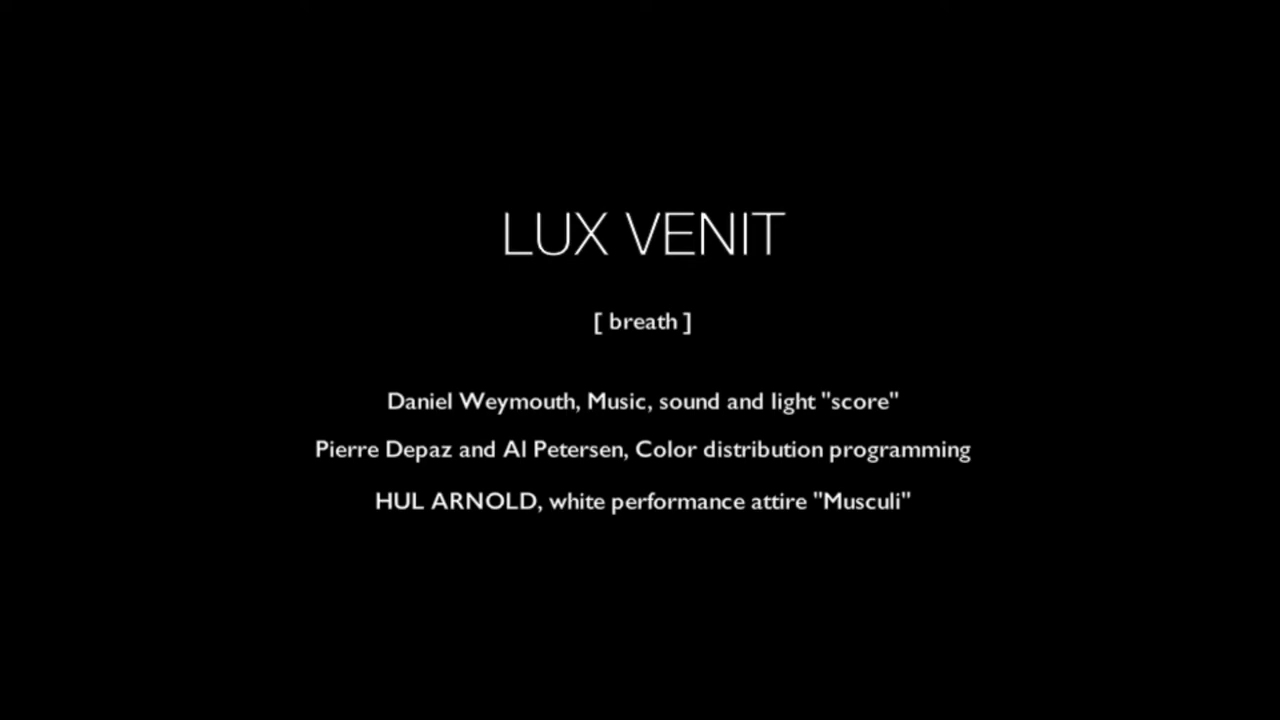 LUX VENIT
[ breath ]
Daniel Weymouth, Music, sound and light "score"
Pierre Depaz and Al Petersen, Color distribution programming
HUL ARNOLD, white performance attire "Musculi"